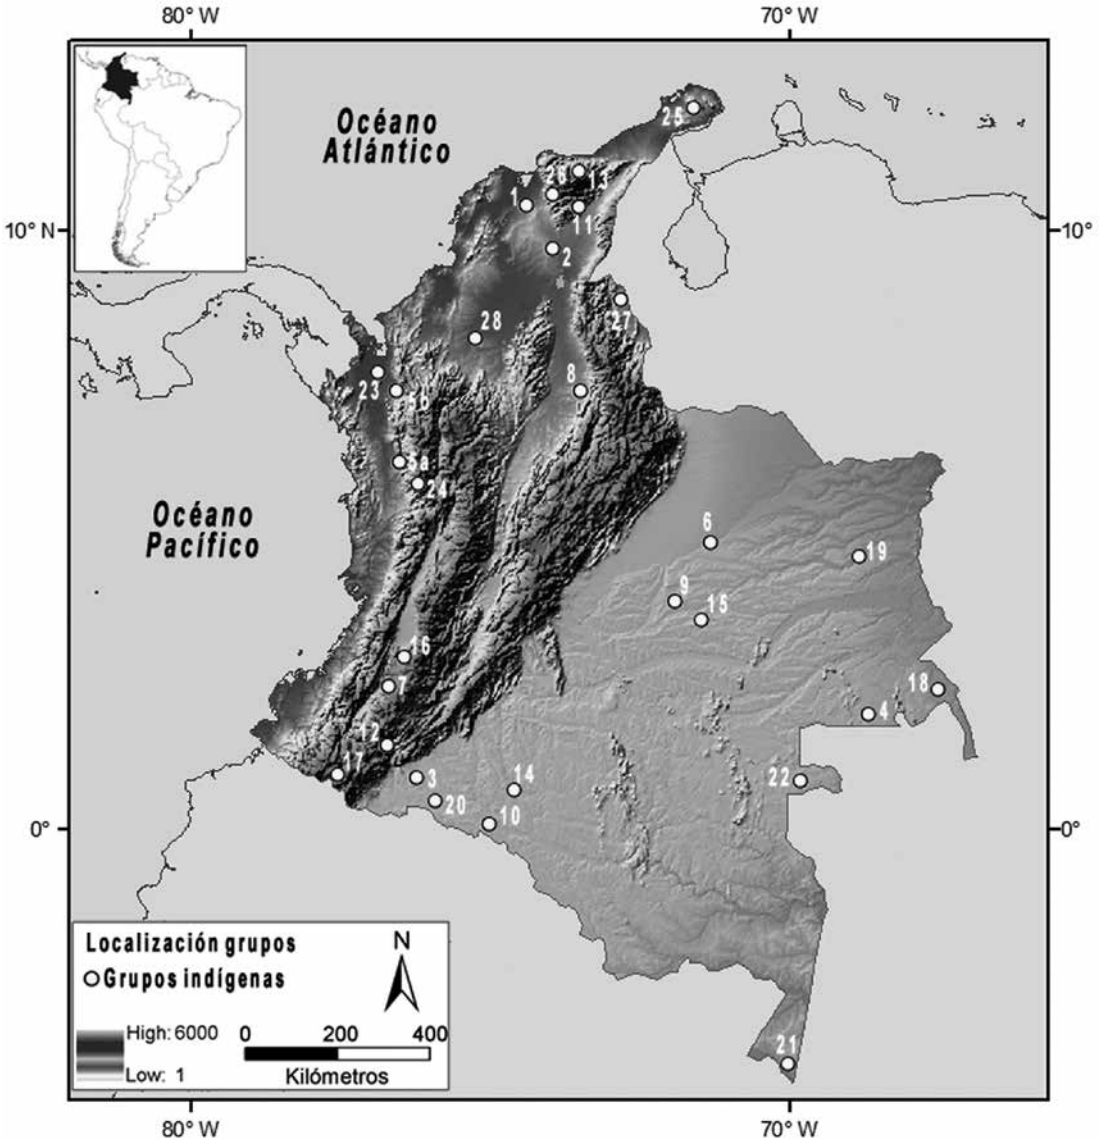 80° W
70° W
Océano
Atlántico
25
26
13
1
11
10° N
10°
2
27
28
8
23
5b
5a
24
Océano
Pacífico
6
19
9
15
16
7
18
4
12
17
3
14
22
20
10
0°
0°
Localización grupos
N
Grupos indígenas
High: 6000
0
200
400
Low: 1
Kilómetros
21
80° W
70° W